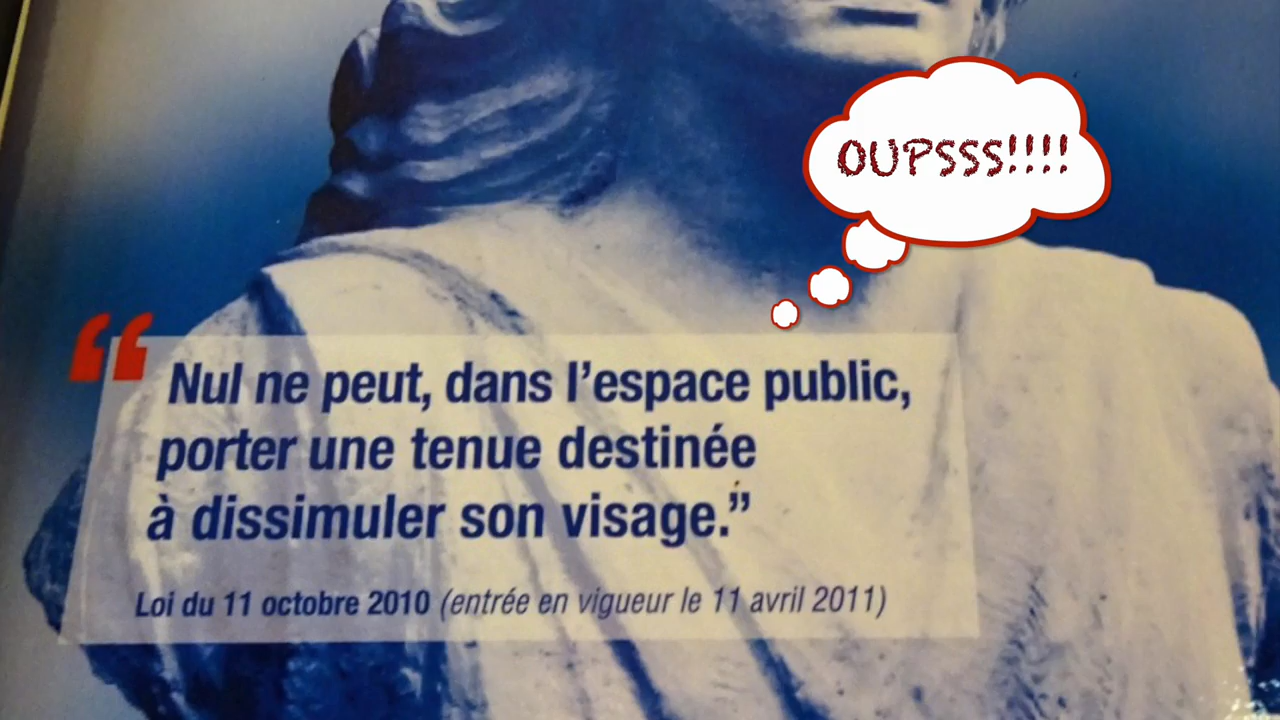 OUPSSS!!!!
“Nul ne peut, dans l’espace public,
porter une tenue destinée
à dissimuler son visage.”
Loi du 11 octobre 2010 (entrée en vigueur le 11 avril 2011)